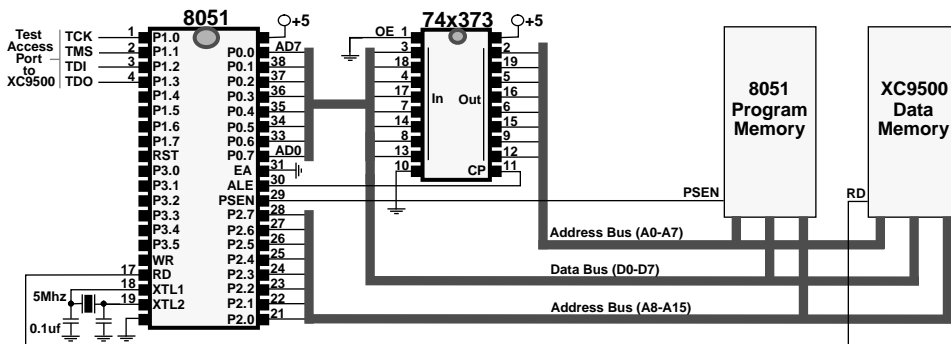 8051
74x373
+5
+5
Test
Access
Port
to
XC9500
TCK
TMS
TDI
TDO
1
2
3
4
P1.0
P1.1
P1.2
P1.3
P1.4
P1.5
P1.6
P1.7
RST
P3.0
P3.1
P3.2
P3.3
P3.4
P3.5
WR
RD
XTL1
XTL2
17
18
19
5Mhz
0.1uf
P0.0
P0.1
P0.2
P0.3
P0.4
P0.5
P0.6
P0.7
EA
ALE
PSEN
P2.7
P2.6
P2.5
P2.4
P2.3
P2.2
P2.1
P2.0
AD7
38
37
36
35
34
33
AD0
31
30
29
28
27
26
25
24
23
22
21
OE 1
3
18
4
17
7
14
8
13
10
In
Out
CP
2
19
5
16
6
15
9
12
11
8051
Program
Memory
XC9500
Data
Memory
PSEN
RD
Address Bus (A0-A7)
Data Bus (D0-D7)
Address Bus (A8-A15)